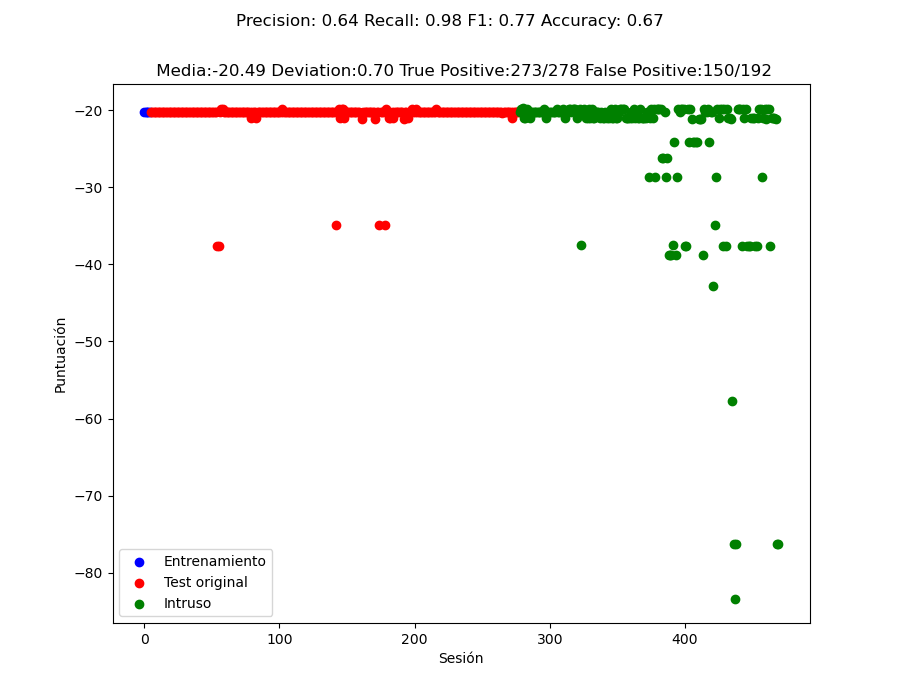 Precision: 0.64 Recall: 0.98 F1: 0.77 Accuracy: 0.67
Media:-20.49 Deviation:0.70 True Positive:273/278 False Positive:150/192
Puntuación
−20
−30
−40
−50
−60
−70
−80
Entrenamiento
Test original
Intruso
0
100
200
300
400
Sesión